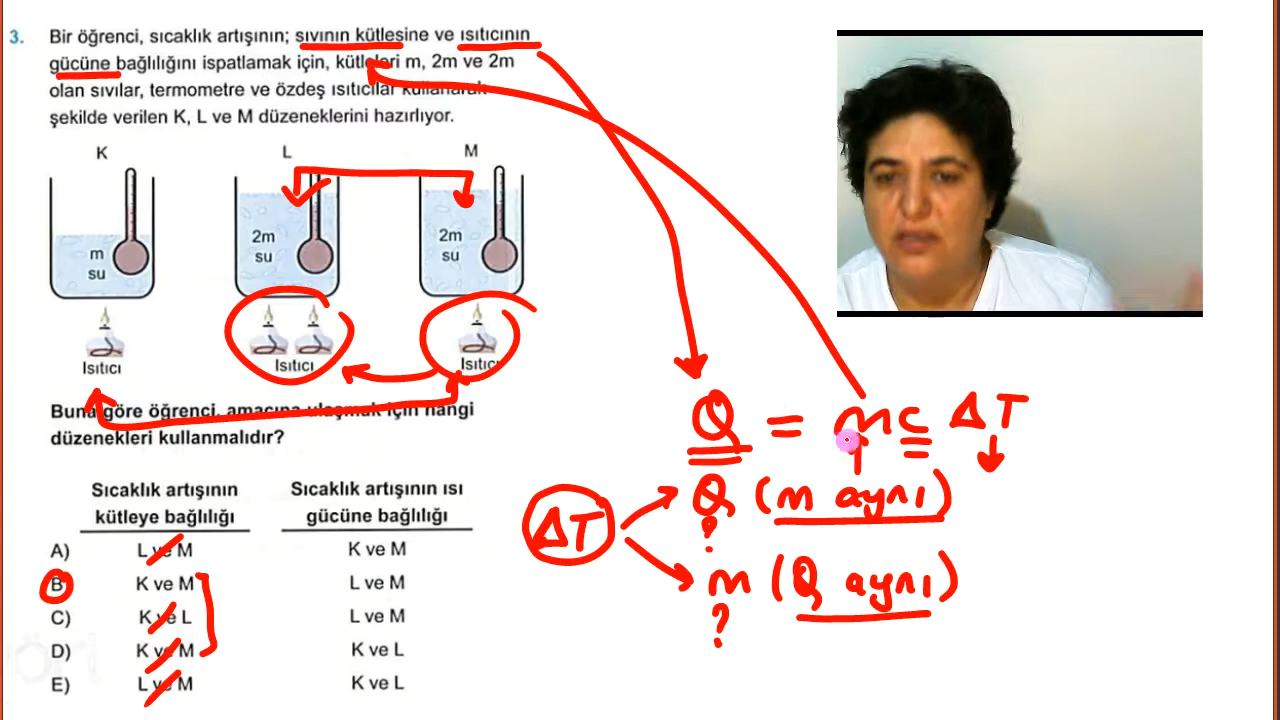 3. Bir öğrenci, sıcaklık artışının; sıvının kütlesine ve ısıtıcının
gücüne bağlılığını ispatlamak için, kütleleri m, 2m ve 2m
olan sıvılar, termometre ve özdeş ısıtıcılar kullanarak
şekilde verilen K, L ve M düzeneklerini hazırlıyor.
K L M
m
su
2m
su
2m
su
Isıtıcı Isıtıcı Isıtıcı
Buna göre öğrenci, amacına ulaşmak için hangi
düzenekleri kullanmalıdır?
Sıcaklık artışının
kütleye bağlılığı
Sıcaklık artışının ısı
gücüne bağlılığı
A) L ve M K ve M
B) K ve M L ve M
C) K ve L L ve M
D) K ve M K ve L
E) L ve M K ve L
Q = m c ΔT
ΔT
Q (m aynı)
?
m (Q aynı)
?